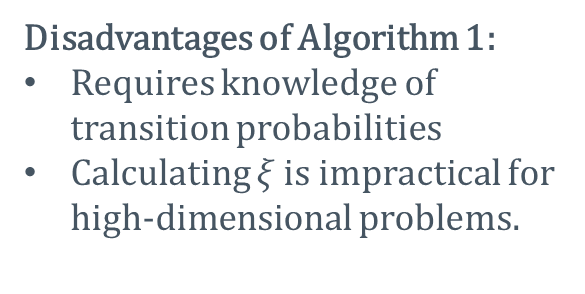 Disadvantages of Algorithm 1:
• Requires knowledge of
transition probabilities
• Calculating ξ is impractical for
high-dimensional problems.